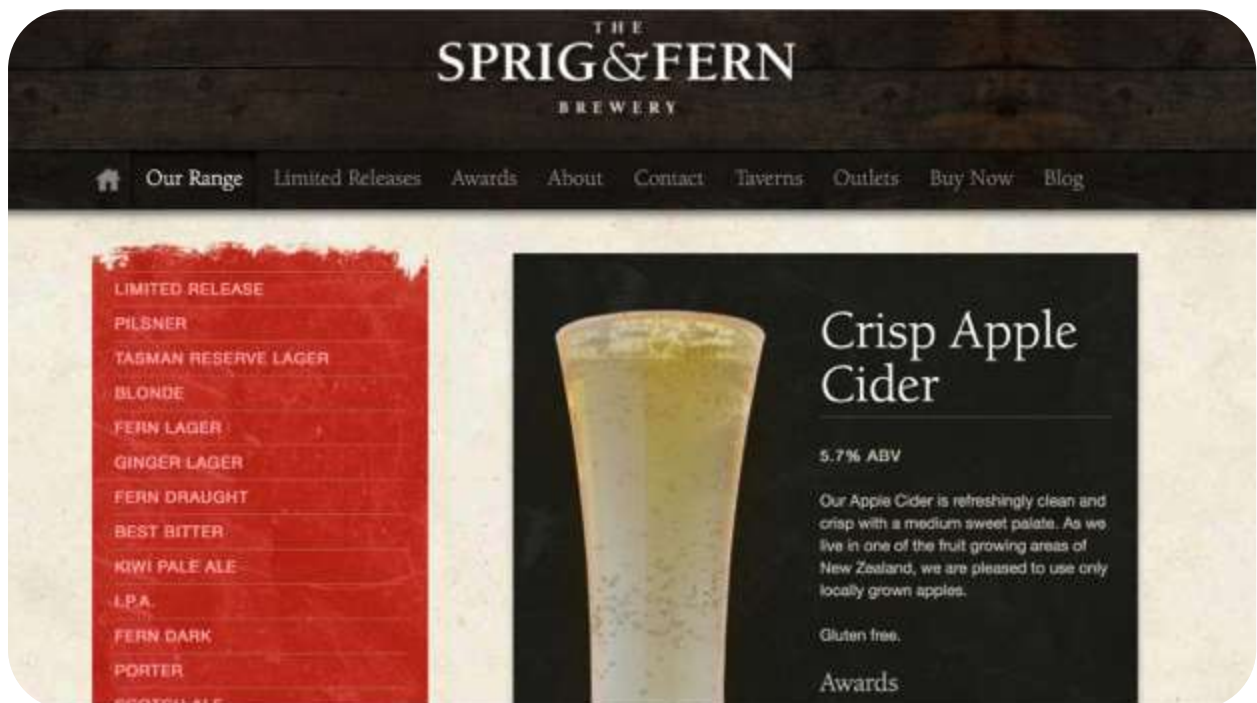 THE
SPRIG&FERN
BREWERY
Our Range Limited Releases Awards About Contact Taverns Outlets Buy Now Blog
LIMITED RELEASE
PILSNER
TASMAN RESERVE LAGER
BLONDE
FERN LAGER
GINGER LAGER
FERN DRAUGHT
BEST BITTER
KIWI PALE ALE
I.P.A.
FERN DARK
PORTER
SCOTCH ALE
Crisp Apple
Cider
5.7% ABV
Our Apple Cider is refreshingly clean and
crisp with a medium sweet palate. As we
live in one of the fruit growing areas of
New Zealand, we are pleased to use only
locally grown apples.
Gluten free.
Awards